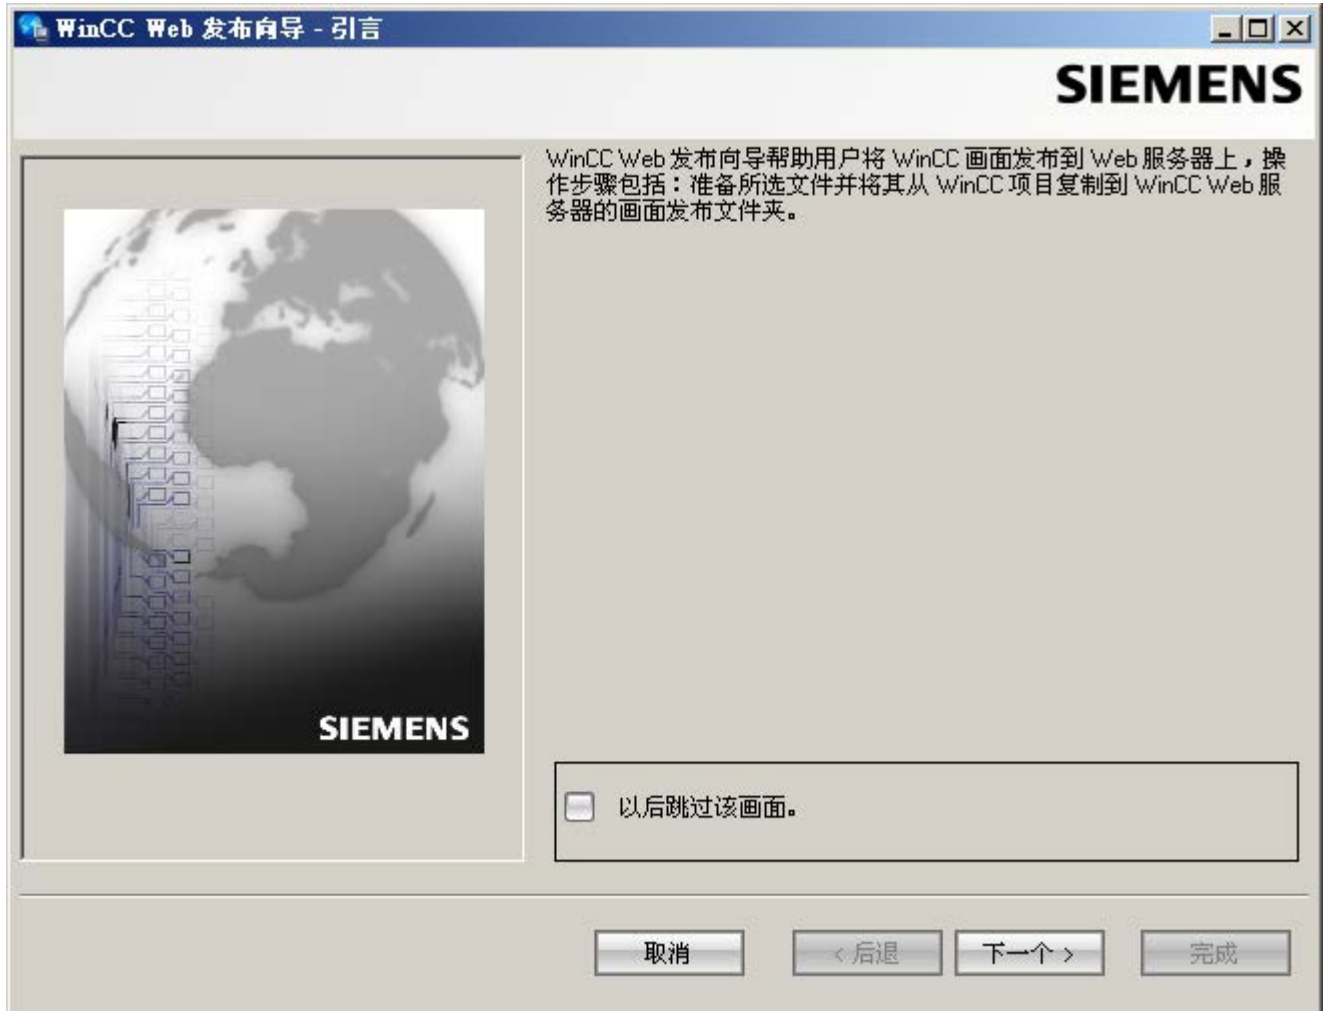 WinCC Web 发布向导 - 引言
SIEMENS
WinCC Web 发布向导帮助用户将 WinCC 画面发布到 Web 服务器上，操
作步骤包括：准备所选文件并将其从 WinCC 项目复制到 WinCC Web 服
务器的画面发布文件夹。
SIEMENS
以后跳过该画面。
取消
< 后退
下一个 >
完成